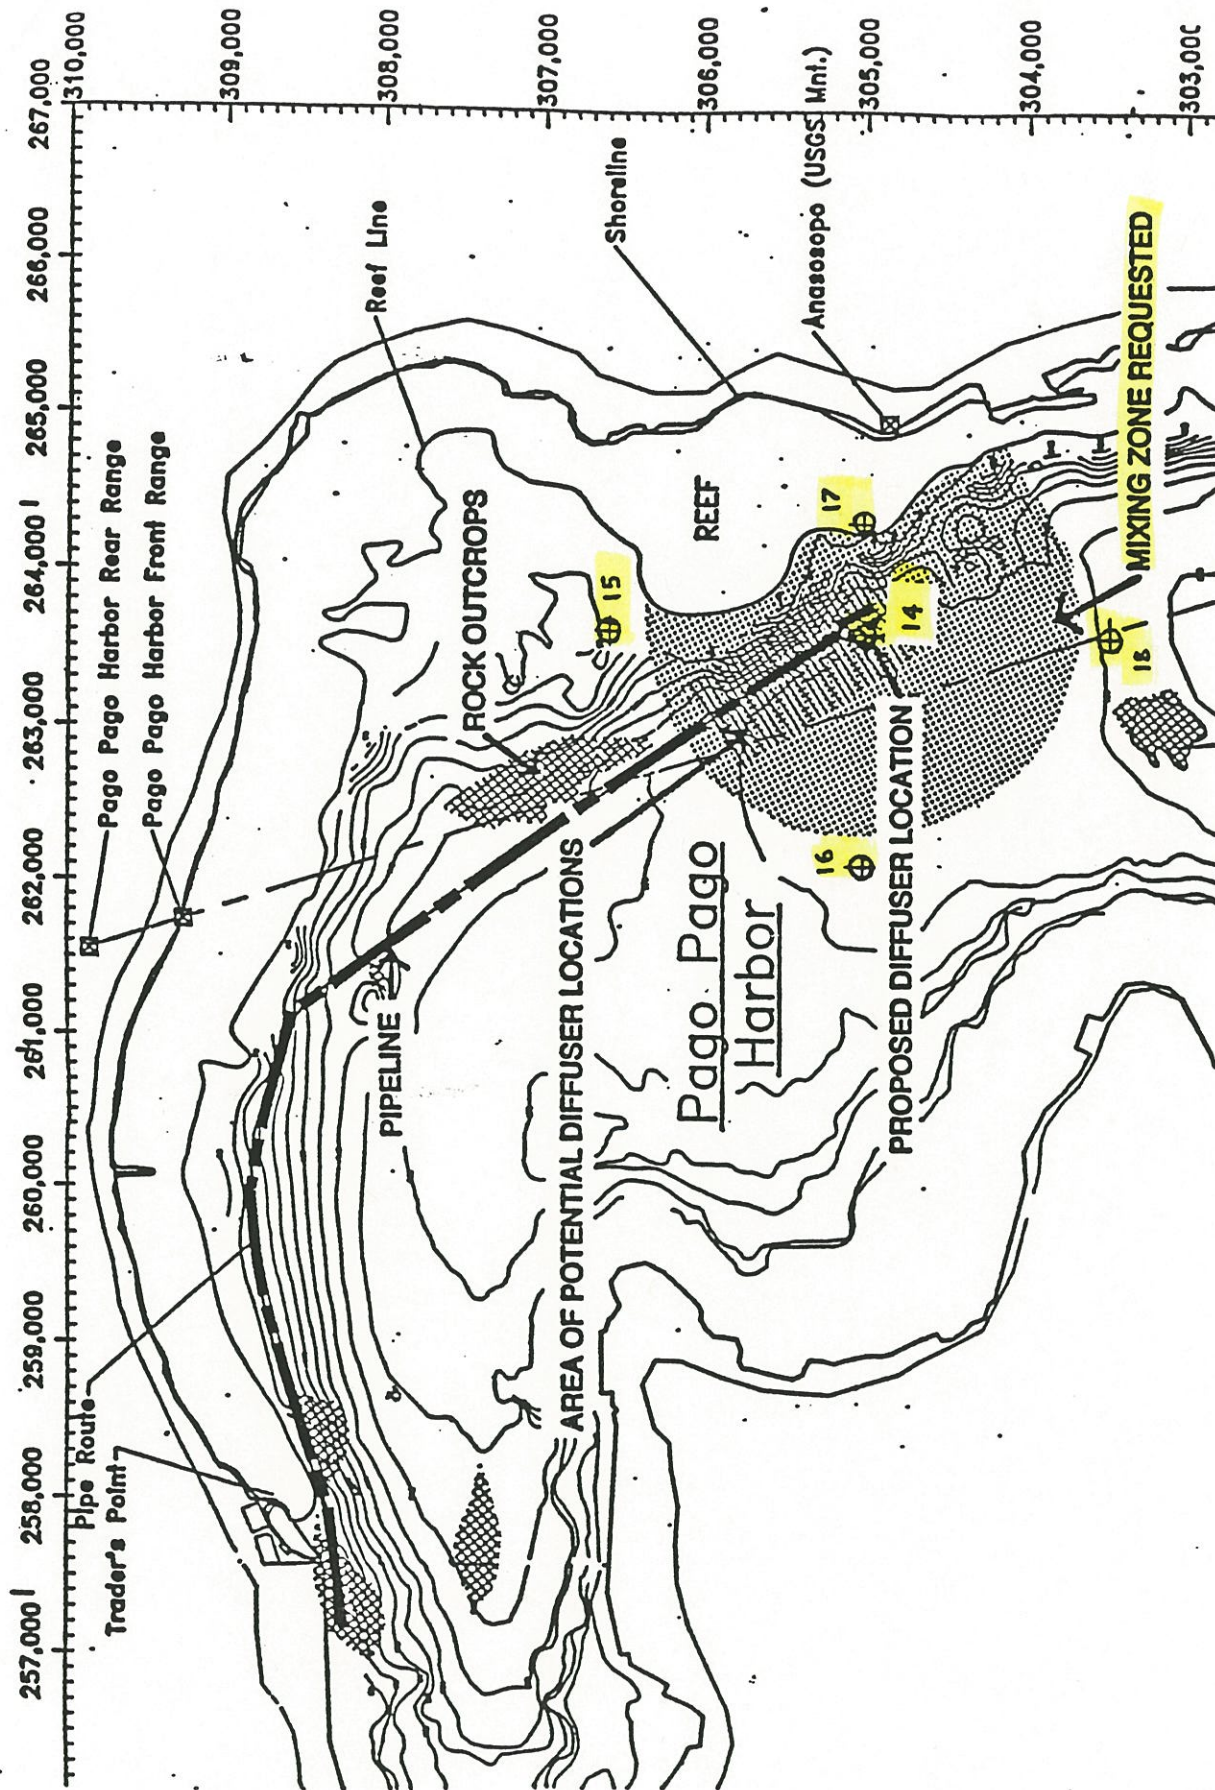 310,000
309,000
308,000
307,000
306,000
305,000
304,000
303,000
267,000
266,000
265,000
264,000
263,000
262,000
261,000
260,000
259,000
258,000
257,000
Pago Pago Harbor Rear Range
Pago Pago Harbor Front Range
Reef Line
Shoreline
Anasosopo (USGS Mnt.)
ROCK OUTCROPS
REEF
15
17
14
16
18
MIXING ZONE REQUESTED
PIPELINE
AREA OF POTENTIAL DIFFUSER LOCATIONS
Pago Pago
Harbor
PROPOSED DIFFUSER LOCATION
Pipe Route
Trader's Point